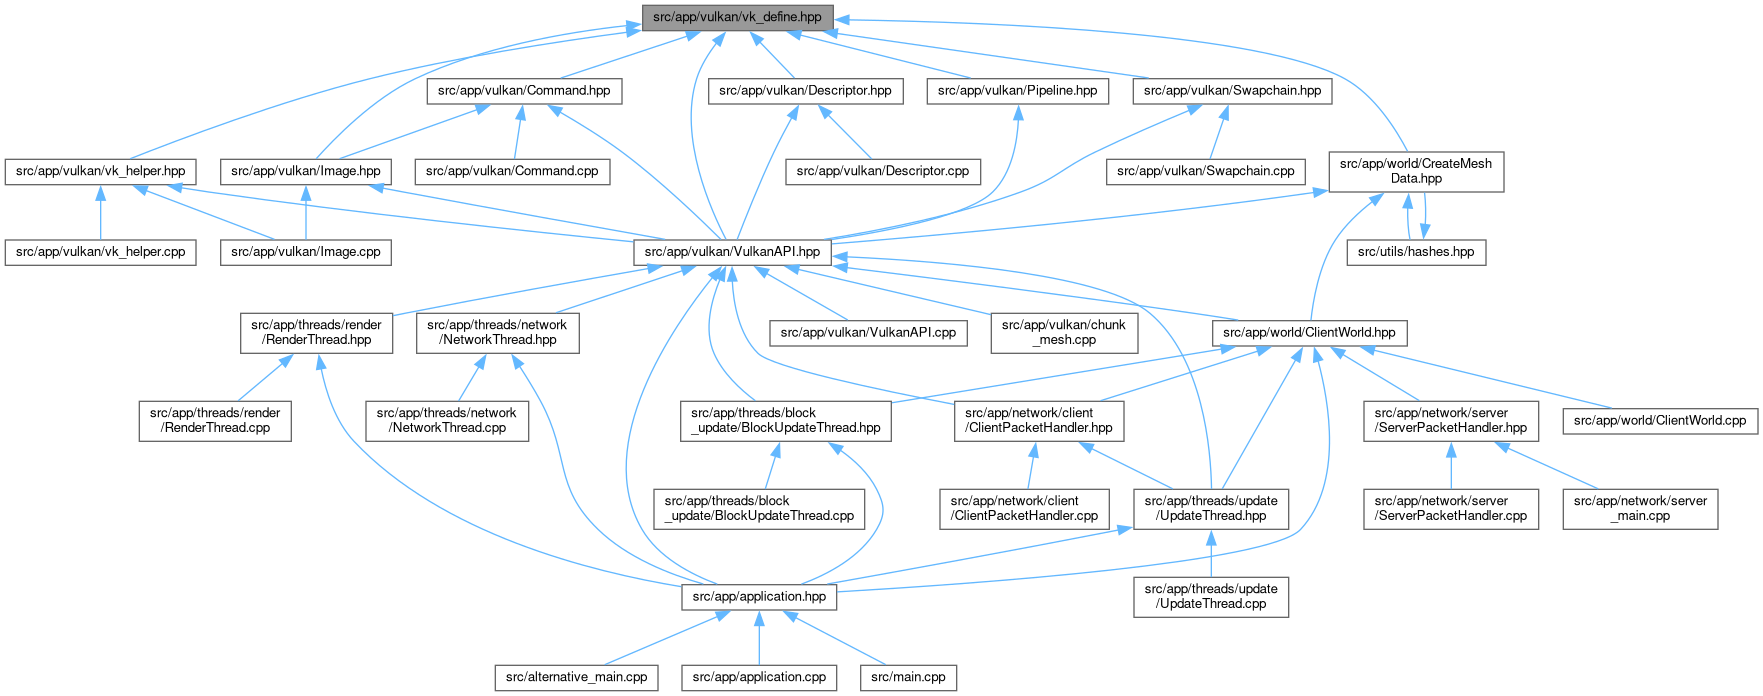 src/app/vulkan/vk_define.hpp
src/app/vulkan/Command.hpp
src/app/vulkan/Descriptor.hpp
src/app/vulkan/Pipeline.hpp
src/app/vulkan/Swapchain.hpp
src/app/vulkan/vk_helper.hpp
src/app/vulkan/Image.hpp
src/app/vulkan/Command.cpp
src/app/vulkan/Descriptor.cpp
src/app/vulkan/Swapchain.cpp
src/app/world/CreateMesh
Data.hpp
src/app/vulkan/vk_helper.cpp
src/app/vulkan/Image.cpp
src/app/vulkan/VulkanAPI.hpp
src/utils/hashes.hpp
src/app/threads/render
/RenderThread.hpp
src/app/threads/network
/NetworkThread.hpp
src/app/vulkan/VulkanAPI.cpp
src/app/vulkan/chunk
_mesh.cpp
src/app/world/ClientWorld.hpp
src/app/threads/render
/RenderThread.cpp
src/app/threads/network
/NetworkThread.cpp
src/app/threads/block
_update/BlockUpdateThread.hpp
src/app/network/client
/ClientPacketHandler.hpp
src/app/network/server
/ServerPacketHandler.hpp
src/app/world/ClientWorld.cpp
src/app/threads/block
_update/BlockUpdateThread.cpp
src/app/network/client
/ClientPacketHandler.cpp
src/app/threads/update
/UpdateThread.hpp
src/app/network/server
/ServerPacketHandler.cpp
src/app/network/server
_main.cpp
src/app/application.hpp
src/app/threads/update
/UpdateThread.cpp
src/alternative_main.cpp
src/app/application.cpp
src/main.cpp